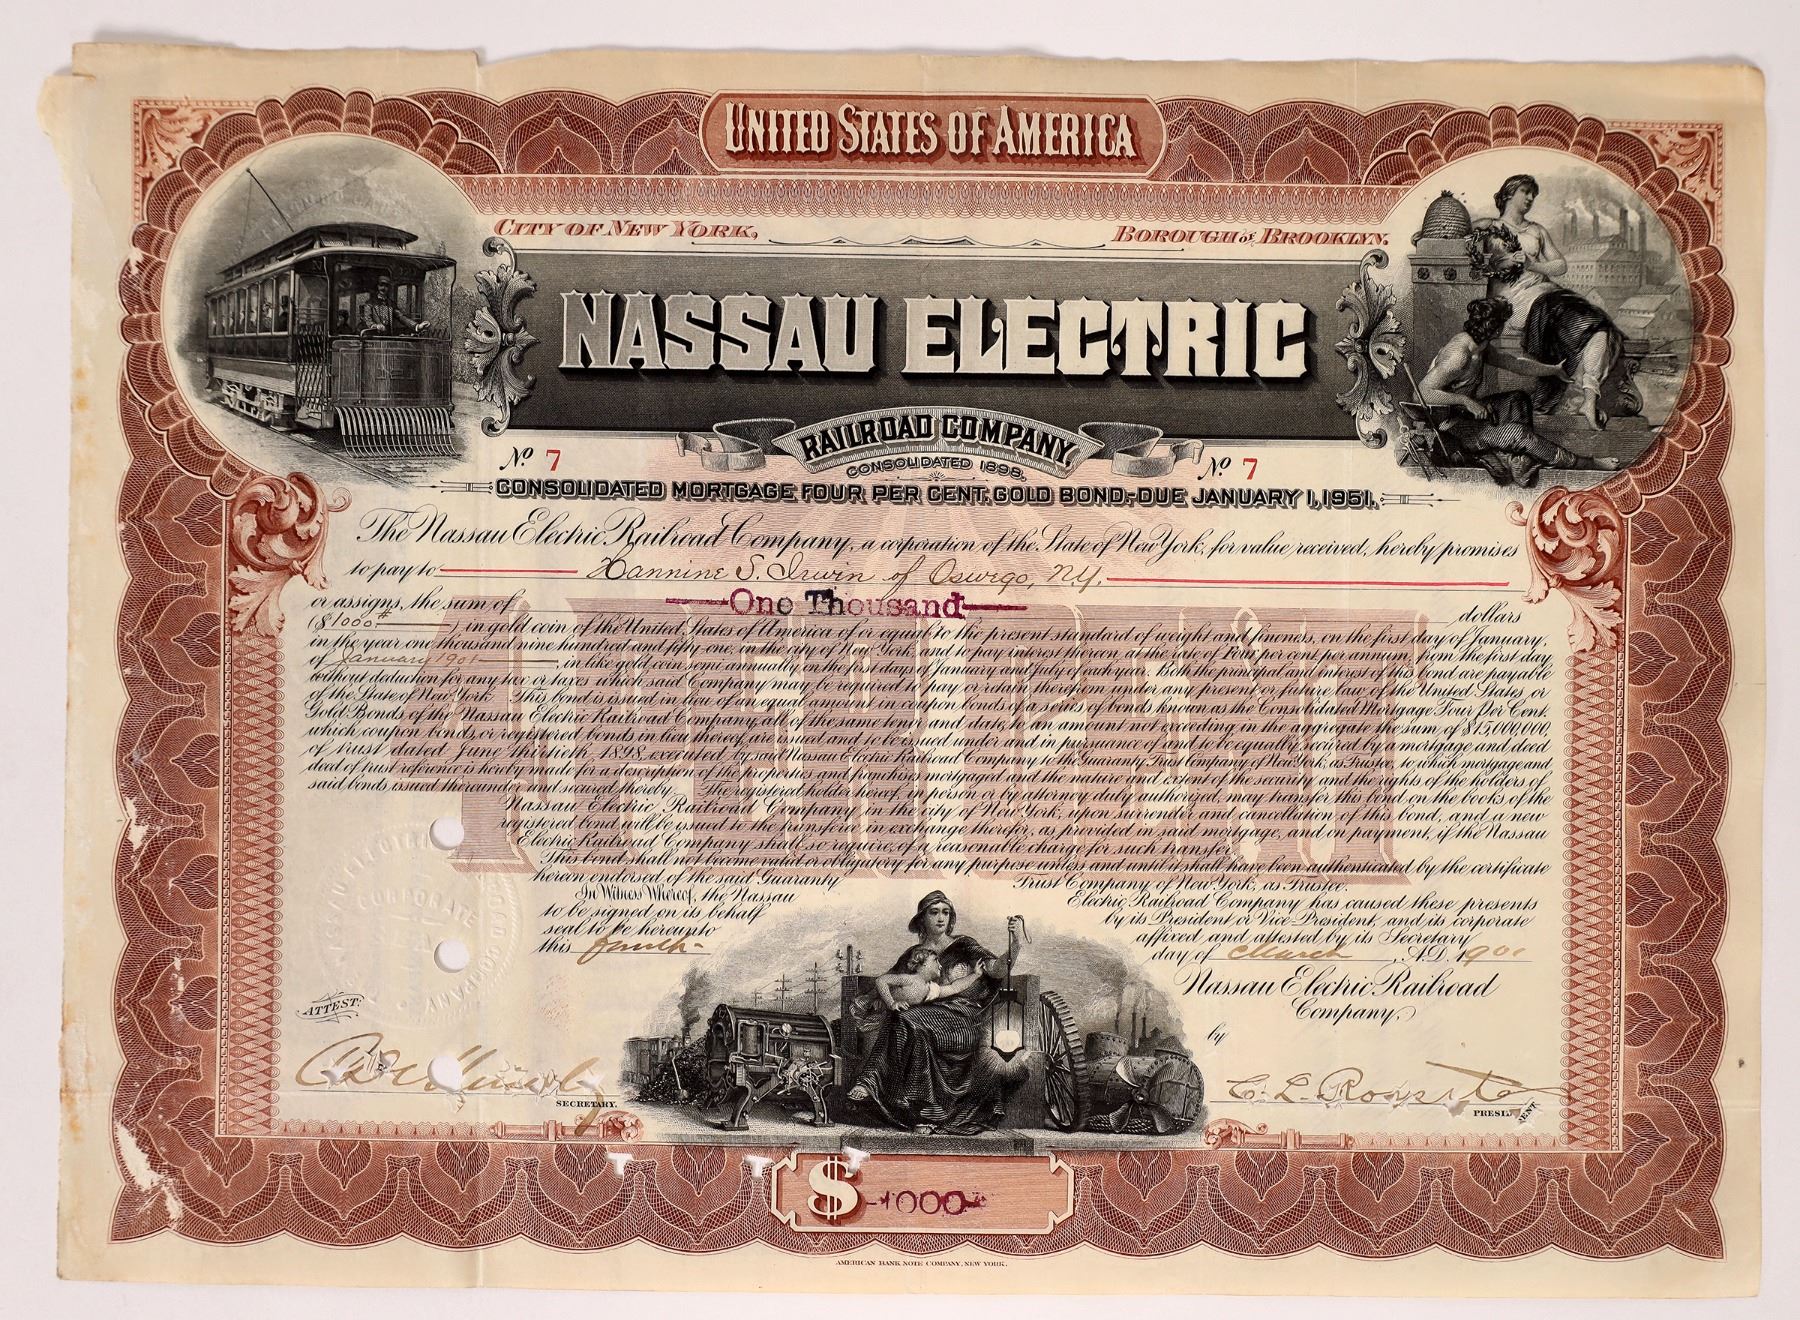 UNITED STATES OF AMERICA
CITY OF NEW YORK, BOROUGH of BROOKLYN.
NASSAU ELECTRIC
RAILROAD COMPANY,
CONSOLIDATED 1898.
No 7 No 7
CONSOLIDATED MORTGAGE FOUR PER CENT. GOLD BOND,-DUE JANUARY 1, 1951.
The Nassau Electric Railroad Company, a corporation of the State of New York, for value received, hereby promises
to pay to Hannine S. Irwin of Oswego, N.Y.
or assigns, the sum of One Thousand dollars
($1000 ) in gold coin of the United States of America of or equal to the present standard of weight and fineness, on the first day of January,
in the year one thousand nine hundred and fifty one, in the city of New York, and to pay interest thereon, at the rate of Four per cent, per annum, from the first day
of January 1901, in like gold coin semi annually on the first days of January and July of each year. Both the principal and interest of this bond are payable
without deduction for any tax or taxes which said Company may be required to pay or retain therefrom under any present or future law of the United States, or
of the State of New York. This bond is issued in lieu of an equal amount in coupon bonds of a series of bonds known as the Consolidated Mortgage Four Per Cent.
Gold Bonds, of the Nassau Electric Railroad Company, all of the same tenor and date, to an amount not exceeding in the aggregate the sum of $15,000,000,
which coupon bonds, or registered bonds in lieu thereof, are issued and to be issued under and in pursuance of and to be equally secured by a mortgage and deed
of trust dated June thirtieth, 1898, executed by said Nassau Electric Railroad Company to the Guaranty Trust Company of New York, as Trustee, to which mortgage and
deed of trust reference is hereby made for a description of the properties and franchises mortgaged and the nature and extent of the security and the rights of the holders of
said bonds issued thereunder and secured thereby. The registered holder hereof, in person or by attorney duly authorized, may transfer this bond on the books of the
Nassau Electric Railroad Company in the city of New York, upon surrender and cancellation of this bond, and a new
registered bond will be issued to the transferee in exchange therefor, as provided in said mortgage, and on payment, if the Nassau
Electric Railroad Company shall so require, of a reasonable charge for such transfer.
This bond shall not become valid or obligatory for any purpose unless and until it shall have been authenticated by the certificate
hereon endorsed of the said Guaranty Trust Company of New York, as Trustee.
In Witness Whereof, the Nassau Electric Railroad Company has caused these presents
to be signed on its behalf by its President or Vice-President, and its corporate
seal to be hereunto affixed and attested by its Secretary
this fourth day of March, A.D. 1901
Nassau Electric Railroad
Company,
ATTEST:
by
SECRETARY.
C. L. Rossiter
PRESIDENT
4 PER CENT
NASSAU ELECTRIC RAILROAD COMPANY
CORPORATE
$ 1000
AMERICAN BANK NOTE COMPANY, NEW YORK.